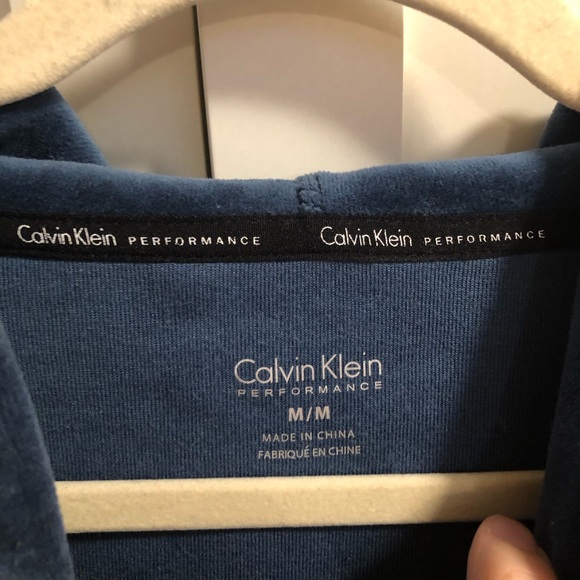 Calvin Klein PERFORMANCE Calvin Klein PERFORMANCE
Calvin Klein
PERFORMANCE
M/M
MADE IN CHINA
FABRIQUÉ EN CHINE